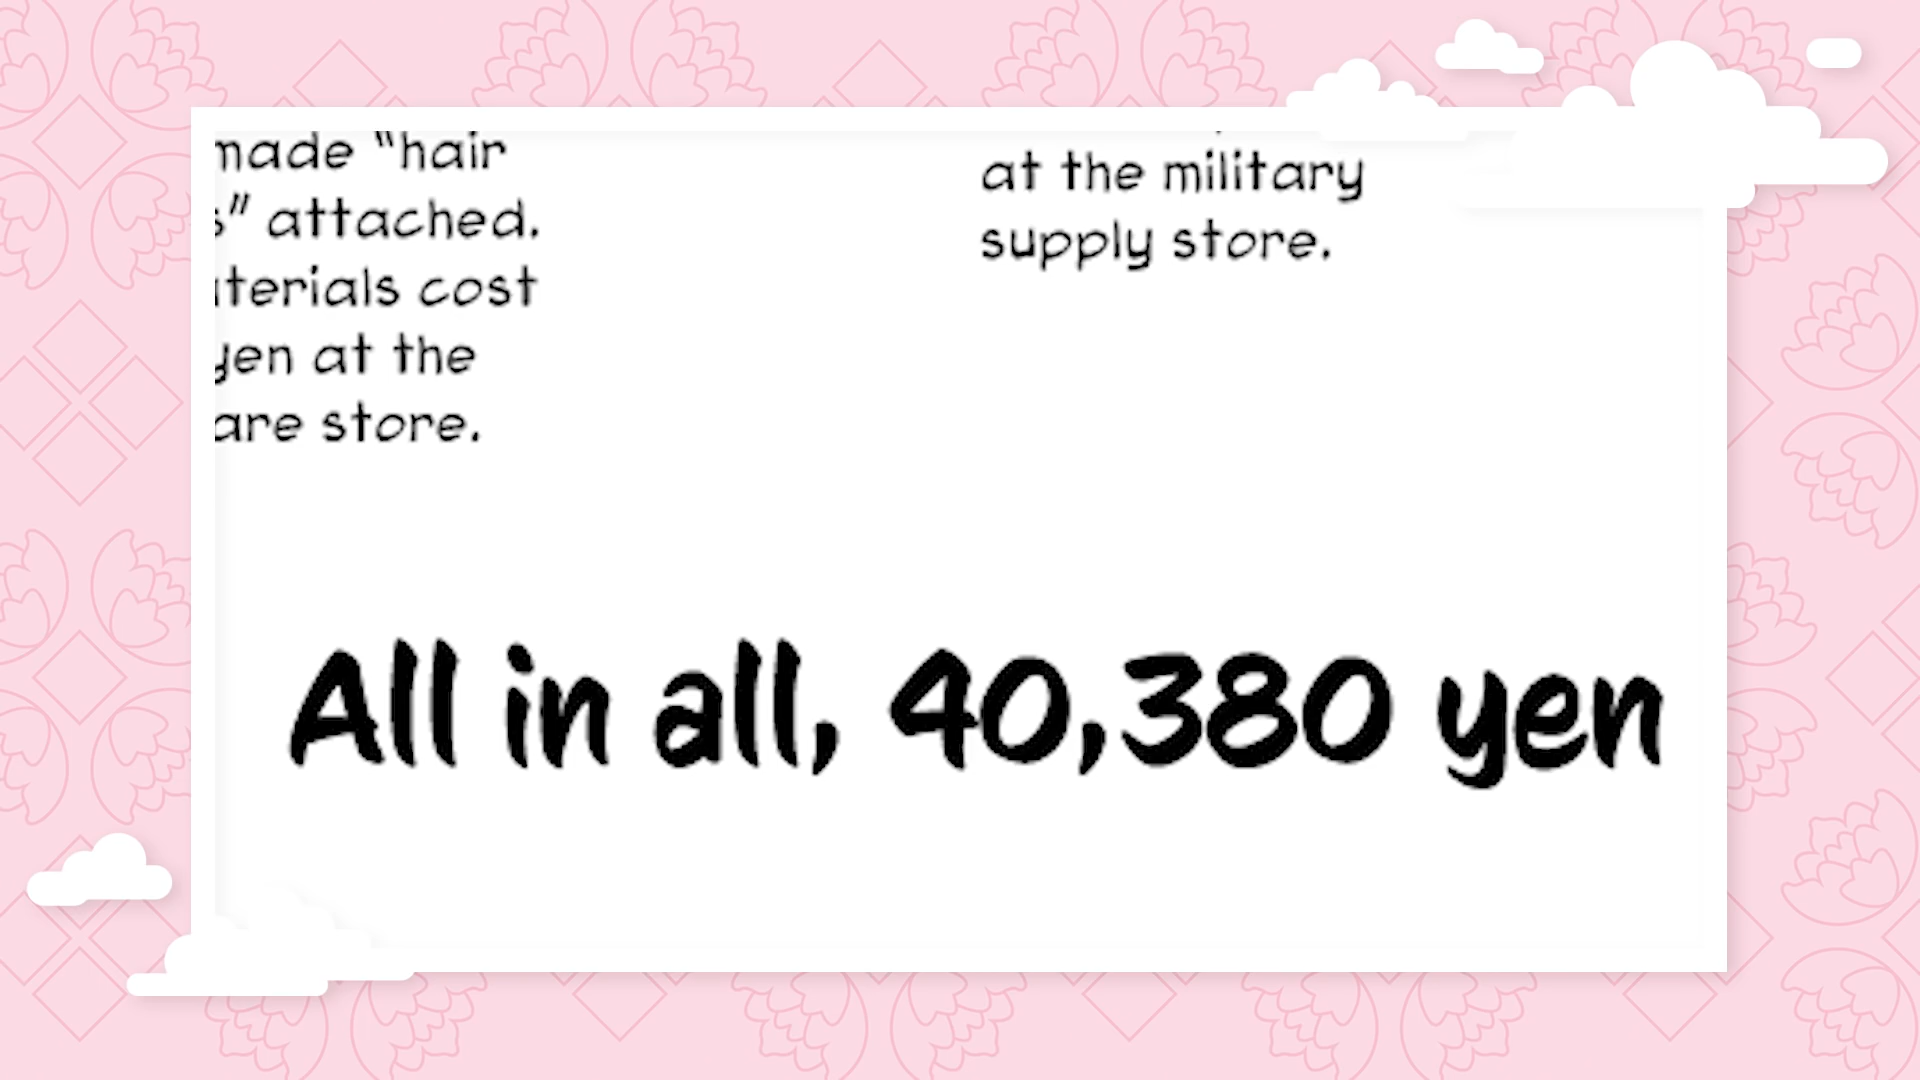 made "hair
s" attached.
terials cost
yen at the
are store.
at the military
supply store.
All in all, 40,380 yen